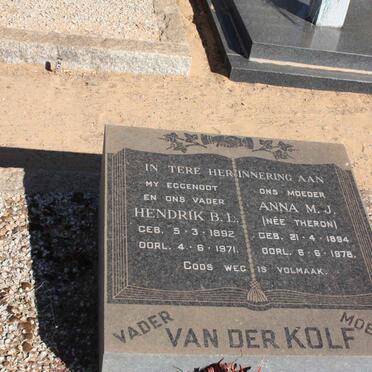 IN TERE HERINNERING AAN
MY EGGENOOT
EN ONS VADER
HENDRIK B.L.
GEB. 5·3·1892
OORL. 4·6·1971.
ONS MOEDER
ANNA M.J.
(NÉE THERON)
GEB. 21·4·1894
OORL. 6·6·1978.
GODS WEG IS VOLMAAK.
VADER
MOE
VAN DER KOLF